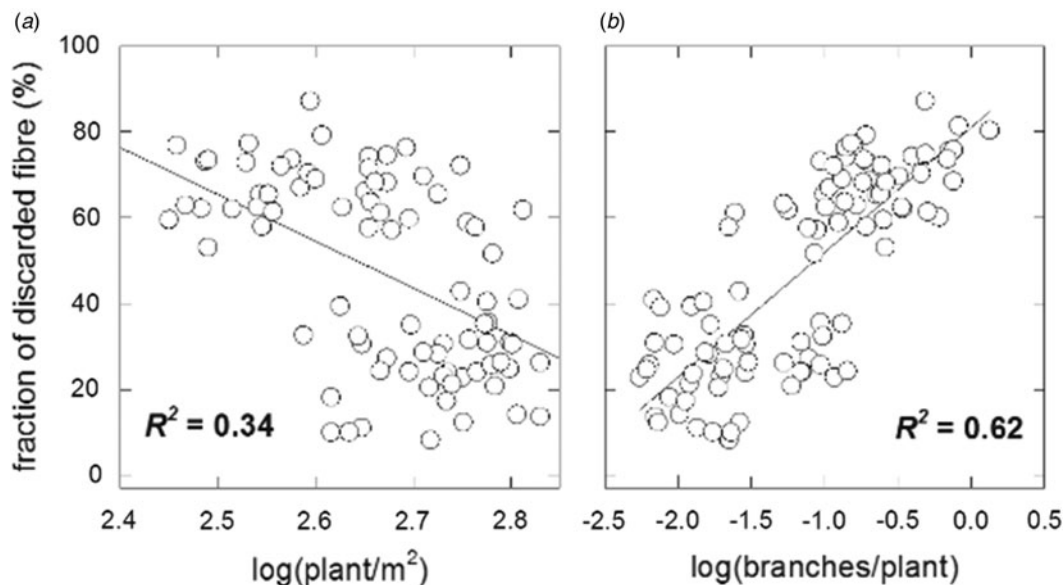 (a)
(b)
fraction of discarded fibre (%)
100
80
60
40
20
0
R² = 0.34
R² = 0.62
2.4 2.5 2.6 2.7 2.8
-2.5 -2.0 -1.5 -1.0 -0.5 0.0 0.5
log(plant/m²)
log(branches/plant)